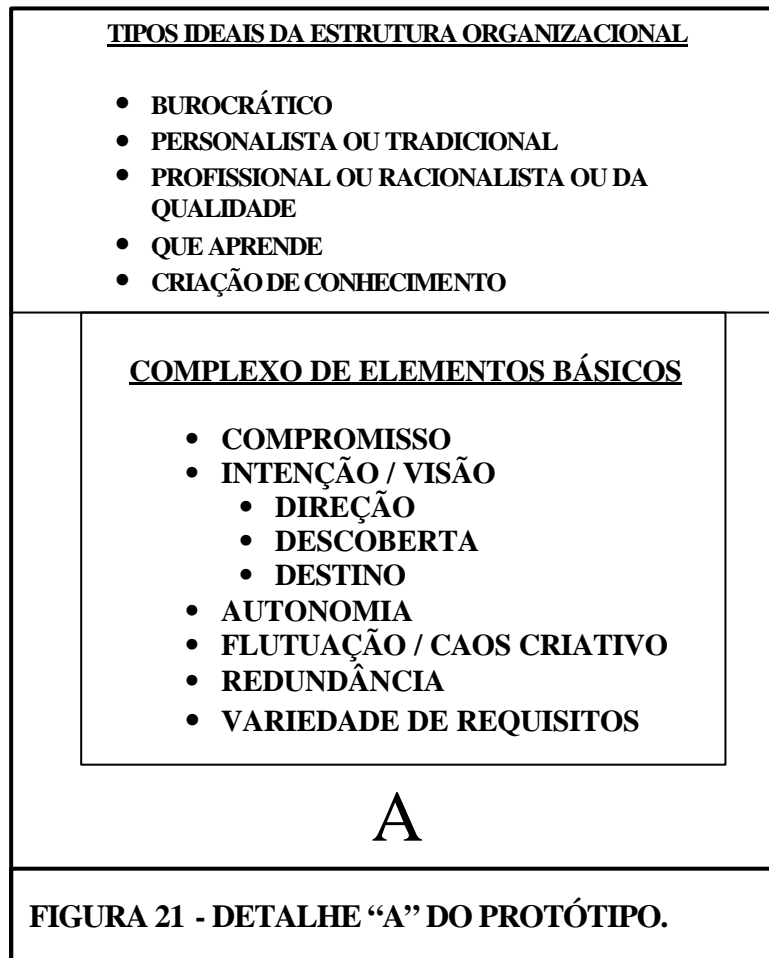 TIPOS IDEAIS DA ESTRUTURA ORGANIZACIONAL
• BUROCRÁTICO
• PERSONALISTA OU TRADICIONAL
• PROFISSIONAL OU RACIONALISTA OU DA
QUALIDADE
• QUE APRENDE
• CRIAÇÃO DE CONHECIMENTO
COMPLEXO DE ELEMENTOS BÁSICOS
• COMPROMISSO
• INTENÇÃO / VISÃO
• DIREÇÃO
• DESCOBERTA
• DESTINO
• AUTONOMIA
• FLUTUAÇÃO / CAOS CRIATIVO
• REDUNDÂNCIA
• VARIEDADE DE REQUISITOS
A
FIGURA 21 - DETALHE “A” DO PROTÓTIPO.